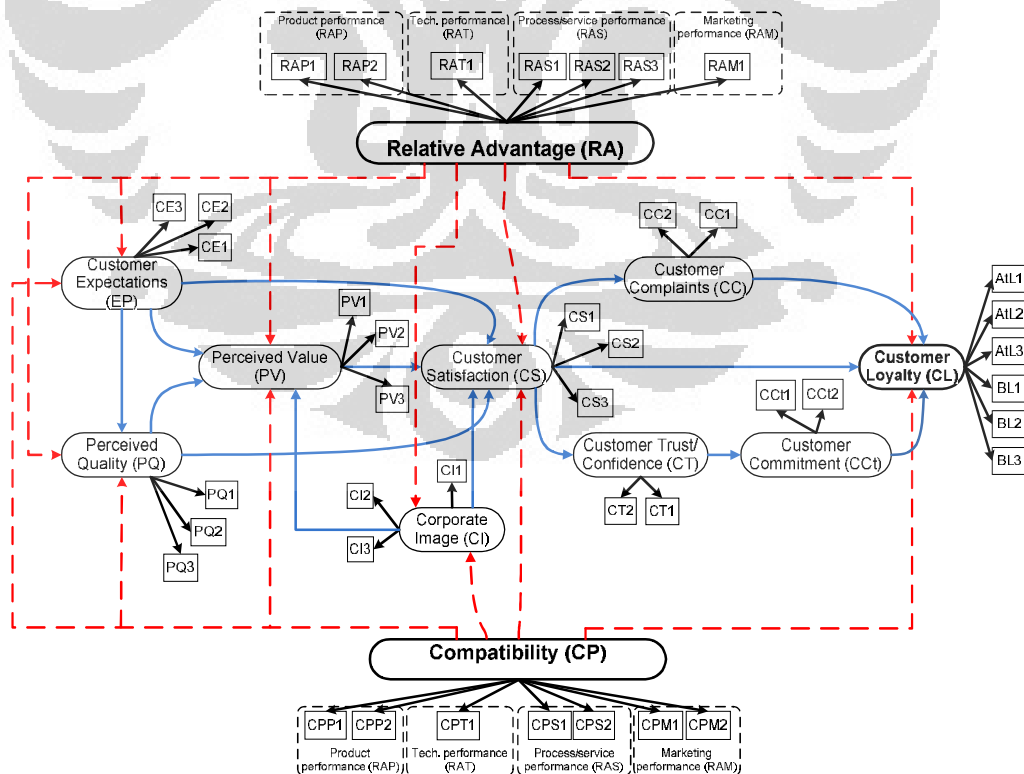 Product performance
(RAP)
Tech. performance
(RAT)
Process/service performance
(RAS)
Marketing
performance (RAM)
RAP1
RAP2
RAT1
RAS1
RAS2
RAS3
RAM1
Relative Advantage (RA)
CE3
CE2
CE1
CC2
CC1
Customer
Expectations
(EP)
Customer
Complaints (CC)
AtL1
AtL2
AtL3
BL1
BL2
BL3
PV1
PV2
PV3
CS1
CS2
CS3
Perceived Value
(PV)
Customer
Satisfaction (CS)
Customer
Loyalty (CL)
CCt1
CCt2
Perceived
Quality (PQ)
Customer Trust/
Confidence (CT)
Customer
Commitment (CCt)
PQ1
PQ2
PQ3
CI1
CI2
CI3
Corporate
Image (CI)
CT2
CT1
Compatibility (CP)
CPP1
CPP2
CPT1
CPS1
CPS2
CPM1
CPM2
Product
performance (RAP)
Tech. performance
(RAT)
Process/service
performance (RAS)
Marketing
performance (RAM)